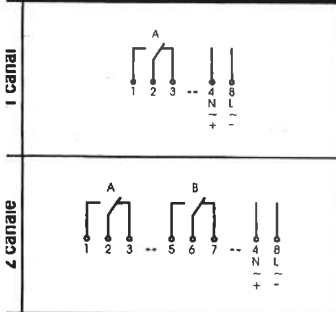 1 canal
A
1 2 3 -- 4 8
N L
~ ~
+ -
2 canale
A B
1 2 3 -- 5 6 7 -- 4 8
N L
~ ~
+ -